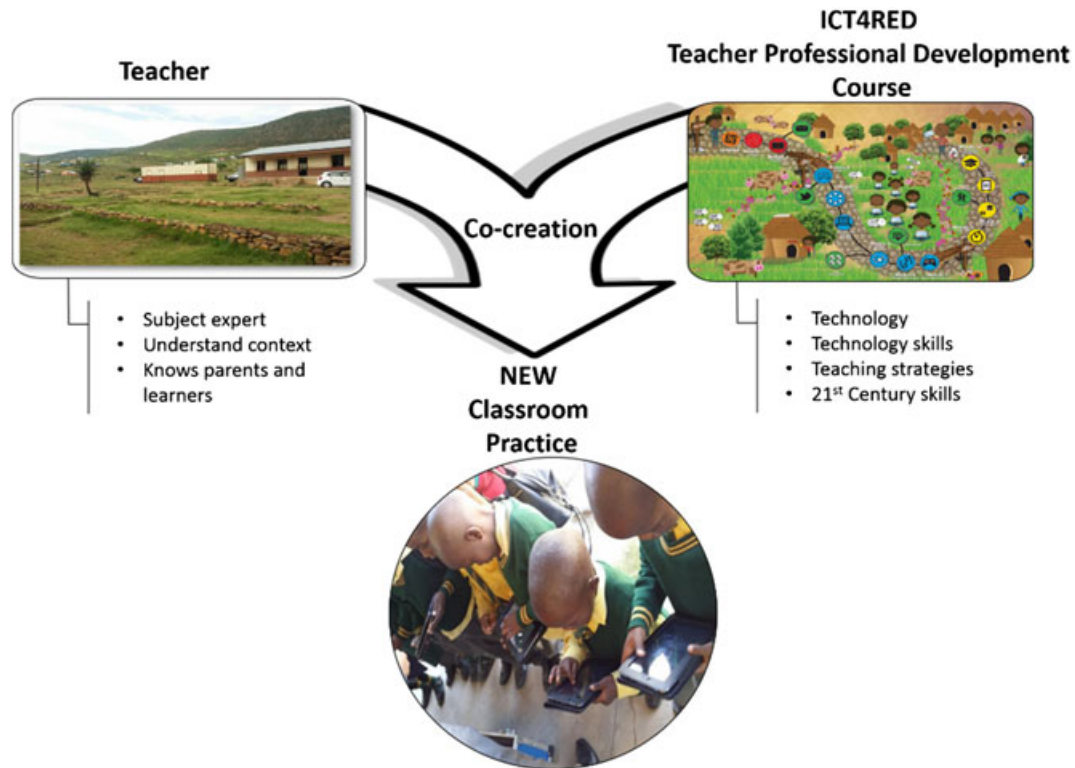 Teacher
ICT4RED
Teacher Professional Development
Course
Co-creation
• Subject expert
• Understand context
• Knows parents and
learners
• Technology
• Technology skills
• Teaching strategies
• 21st Century skills
NEW
Classroom
Practice